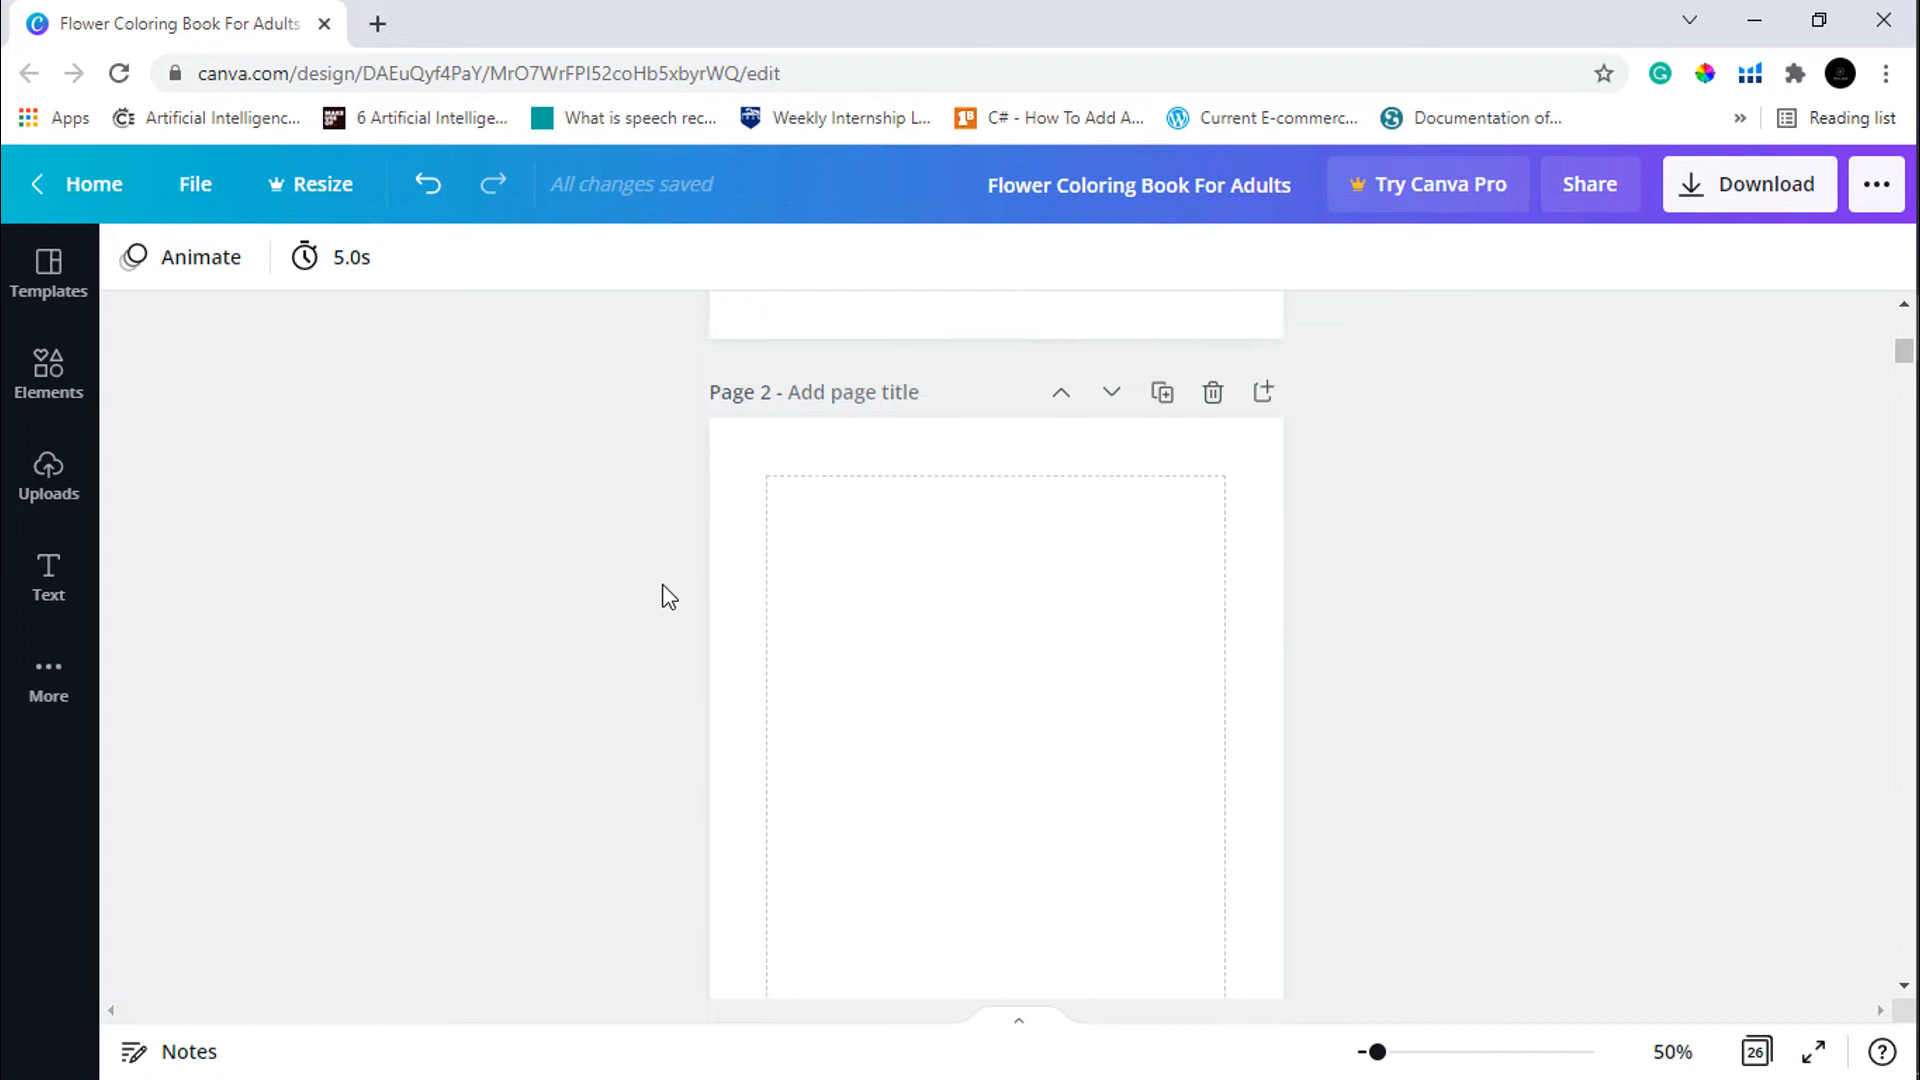 Flower Coloring Book For Adults
canva.com/design/DAEuQyf4PaY/MrO7WrFPI52coHb5xbyrWQ/edit
Apps Artificial Intelligenc... 6 Artificial Intellige... What is speech rec... Weekly Internship L... C# - How To Add A... Current E-commerc... Documentation of... » Reading list
Home File Resize All changes saved Flower Coloring Book For Adults Try Canva Pro Share Download
Animate 5.0s
Templates
Elements
Uploads
Text
More
Page 2 - Add page title
Notes 50% 26